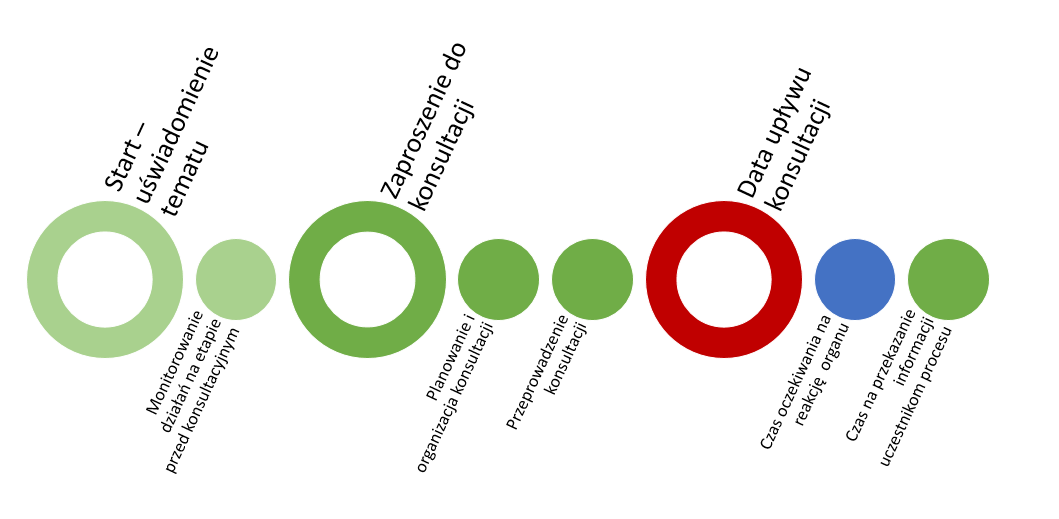 Start –
uświadomienie
tematu
Monitorowanie
działań na etapie
przed konsultacyjnym
Zaproszenie do
konsultacji
Planowanie i
organizacja konsultacji
Przeprowadzenie
konsultacji
Data upływu
konsultacji
Czas oczekiwania na
reakcję organu
Czas na przekazanie
informacji
uczestnikom procesu